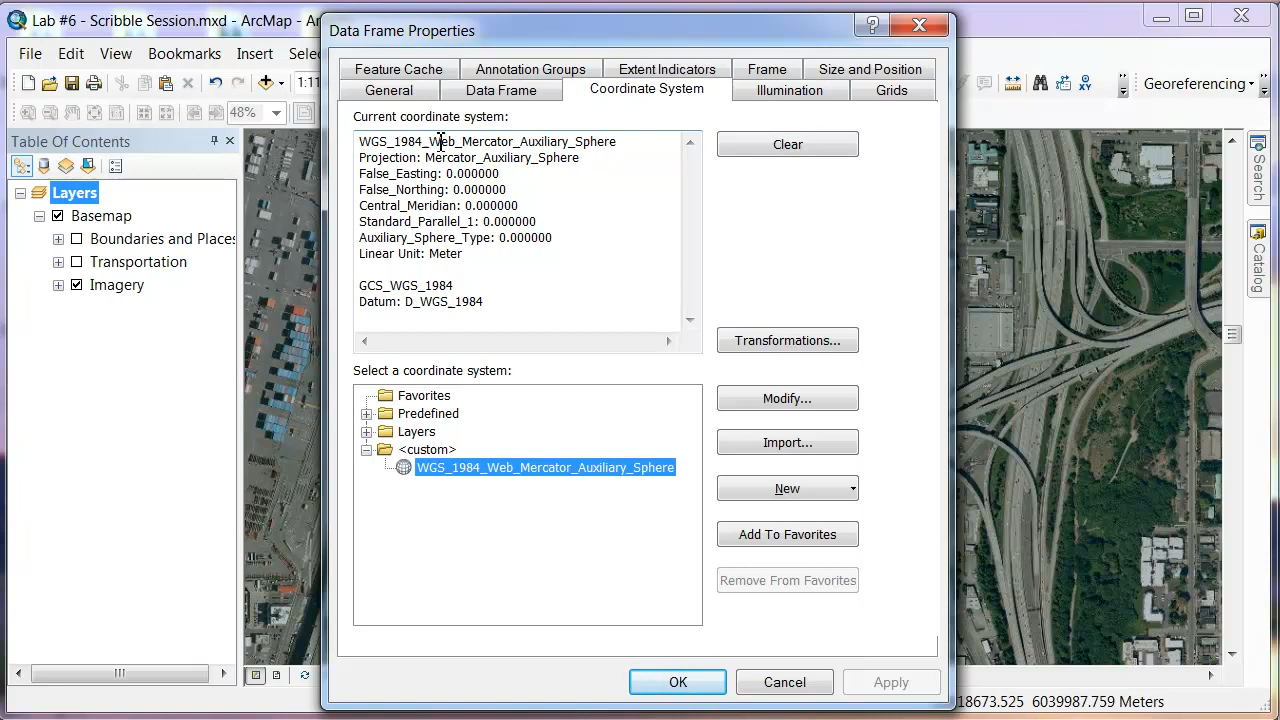 Lab #6 - Scribble Session.mxd - ArcMap - Ar
File Edit View Bookmarks Insert Selec
1:11
48%
Georeferencing
Table Of Contents
Layers
Basemap
Boundaries and Places
Transportation
Imagery
Data Frame Properties
Feature Cache Annotation Groups Extent Indicators Frame Size and Position
General Data Frame Coordinate System Illumination Grids
Current coordinate system:
WGS_1984_Web_Mercator_Auxiliary_Sphere
Projection: Mercator_Auxiliary_Sphere
False_Easting: 0.000000
False_Northing: 0.000000
Central_Meridian: 0.000000
Standard_Parallel_1: 0.000000
Auxiliary_Sphere_Type: 0.000000
Linear Unit: Meter
GCS_WGS_1984
Datum: D_WGS_1984
Clear
Transformations...
Select a coordinate system:
Favorites
Predefined
Layers
<custom>
WGS_1984_Web_Mercator_Auxiliary_Sphere
Modify...
Import...
New
Add To Favorites
Remove From Favorites
OK Cancel Apply
Search
Catalog
18673.525 6039987.759 Meters